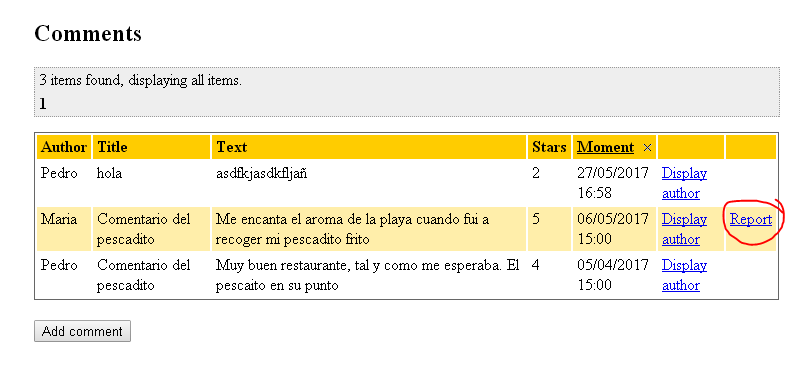 Comments
3 items found, displaying all items.
1
Author Title Text Stars Moment
Pedro hola asdfkjasdkfljañ 2 27/05/2017 Display
16:58 author
Maria Comentario del Me encanta el aroma de la playa cuando fui a 5 06/05/2017 Display Report
pescadito recoger mi pescadito frito 15:00 author
Pedro Comentario del Muy buen restaurante, tal y como me esperaba. El 4 05/04/2017 Display
pescadito pescaito en su punto 15:00 author
Add comment